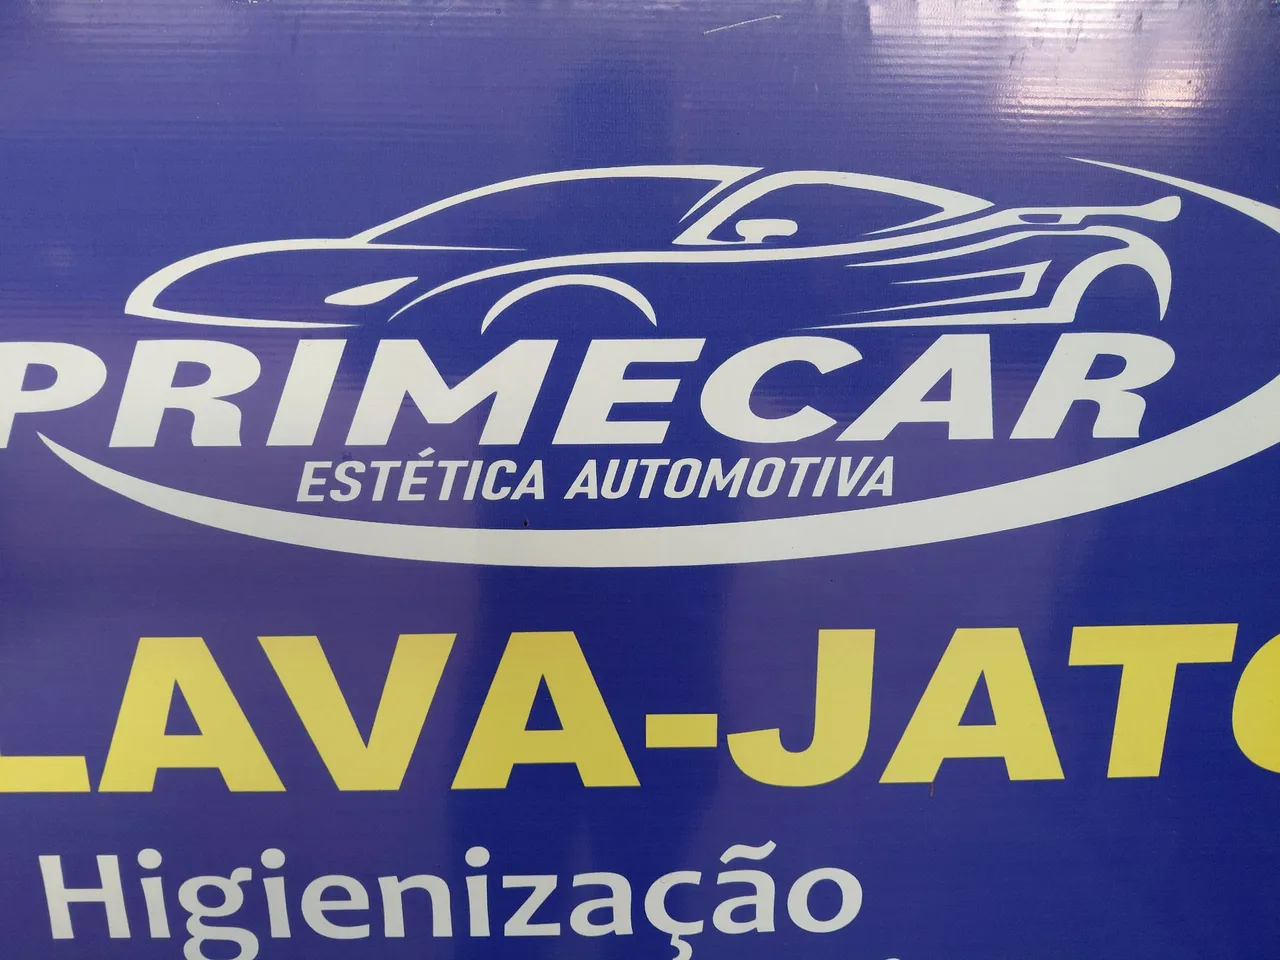 PRIMECAR
ESTÉTICA AUTOMOTIVA
LAVA-JATO
Higienização